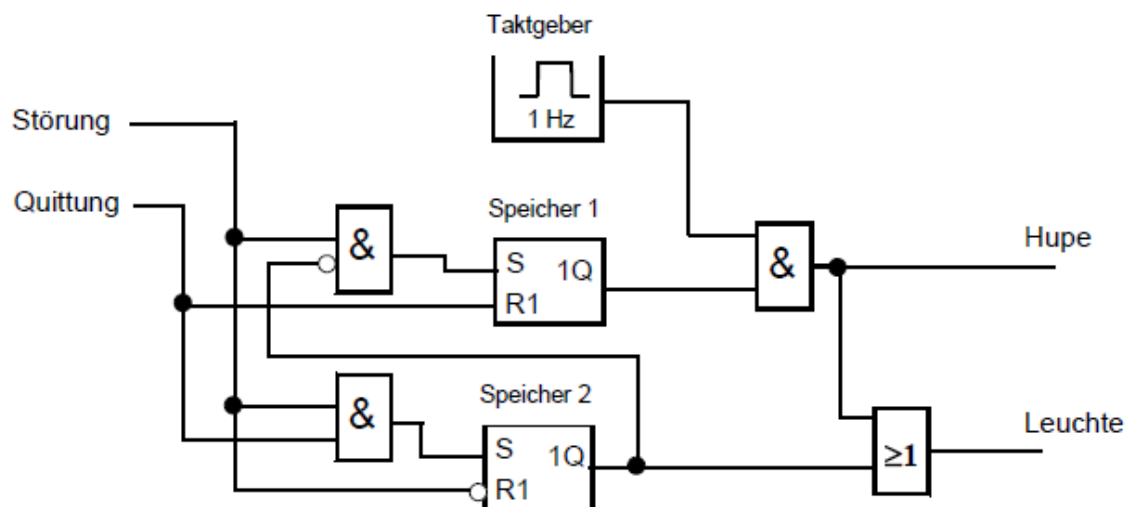 Taktgeber
1 Hz
Störung
Quittung
Speicher 1
&
S 1Q
R1
&
Hupe
Speicher 2
&
S 1Q
R1
≥1
Leuchte